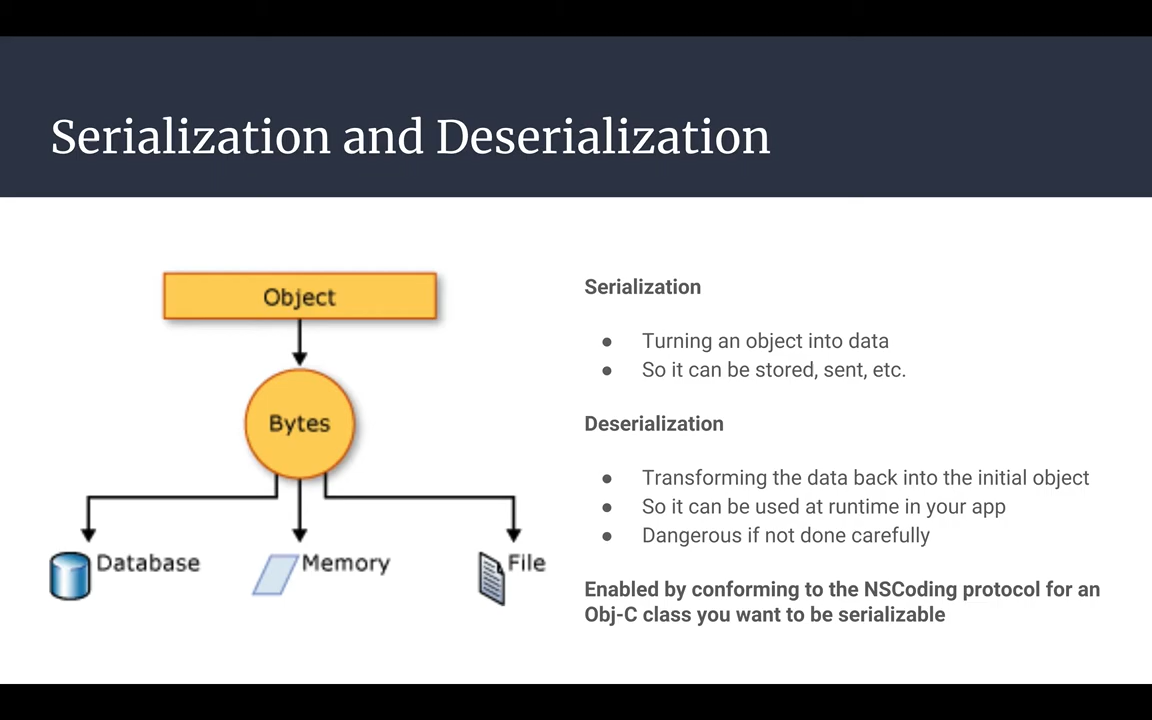 Serialization and Deserialization
Object
Bytes
Database
Memory
File
Serialization
● Turning an object into data
● So it can be stored, sent, etc.
Deserialization
● Transforming the data back into the initial object
● So it can be used at runtime in your app
● Dangerous if not done carefully
Enabled by conforming to the NSCoding protocol for an
Obj-C class you want to be serializable